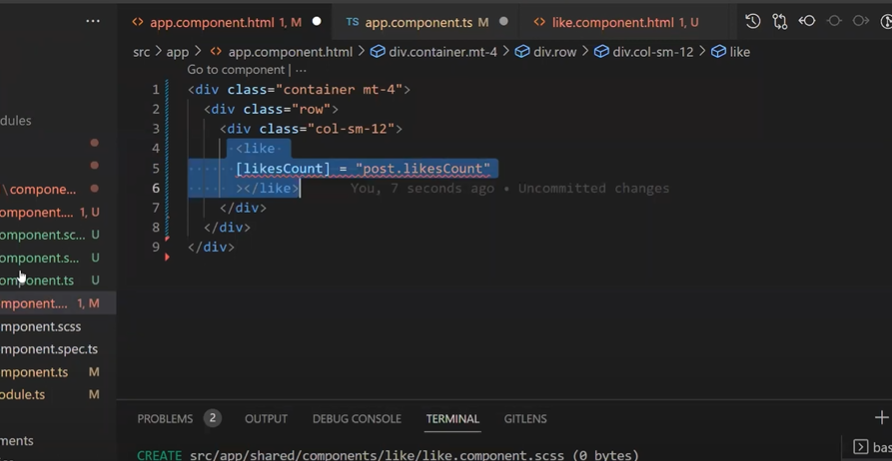 app.component.html 1, M
TS app.component.ts M
like.component.html 1, U
src > app > app.component.html > div.container.mt-4 > div.row > div.col-sm-12 > like
Go to component | ...
1 <div class="container mt-4">
2 <div class="row">
3 <div class="col-sm-12">
4 <like
5 [likesCount] = "post.likesCount"
6 ></like> You, 7 seconds ago • Uncommitted changes
7 </div>
8 </div>
9 </div>
dules
\compone...
omponent.... 1, U
omponent.sc... U
omponent.s... U
omponent.ts U
mponent.... 1, M
mponent.scss
mponent.spec.ts
mponent.ts M
odule.ts M
ments
PROBLEMS 2 OUTPUT DEBUG CONSOLE TERMINAL GITLENS
bas
CREATE src/app/shared/components/like/like.component.scss (0 bytes)